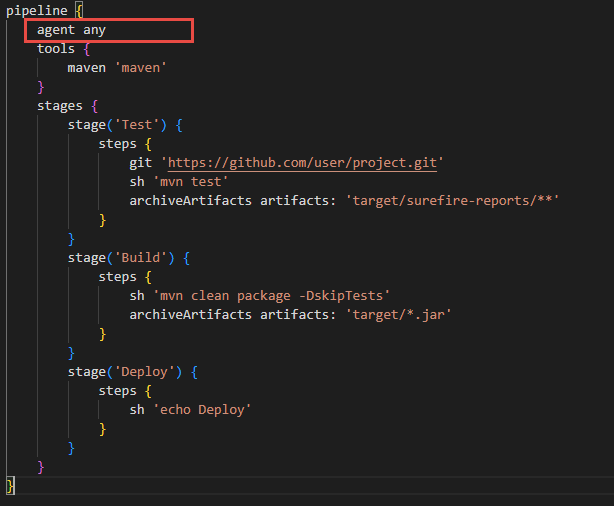 pipeline {
agent any
tools {
maven 'maven'
}
stages {
stage('Test') {
steps {
git 'https://github.com/user/project.git'
sh 'mvn test'
archiveArtifacts artifacts: 'target/surefire-reports/**'
}
}
stage('Build') {
steps {
sh 'mvn clean package -DskipTests'
archiveArtifacts artifacts: 'target/*.jar'
}
}
stage('Deploy') {
steps {
sh 'echo Deploy'
}
}
}
}